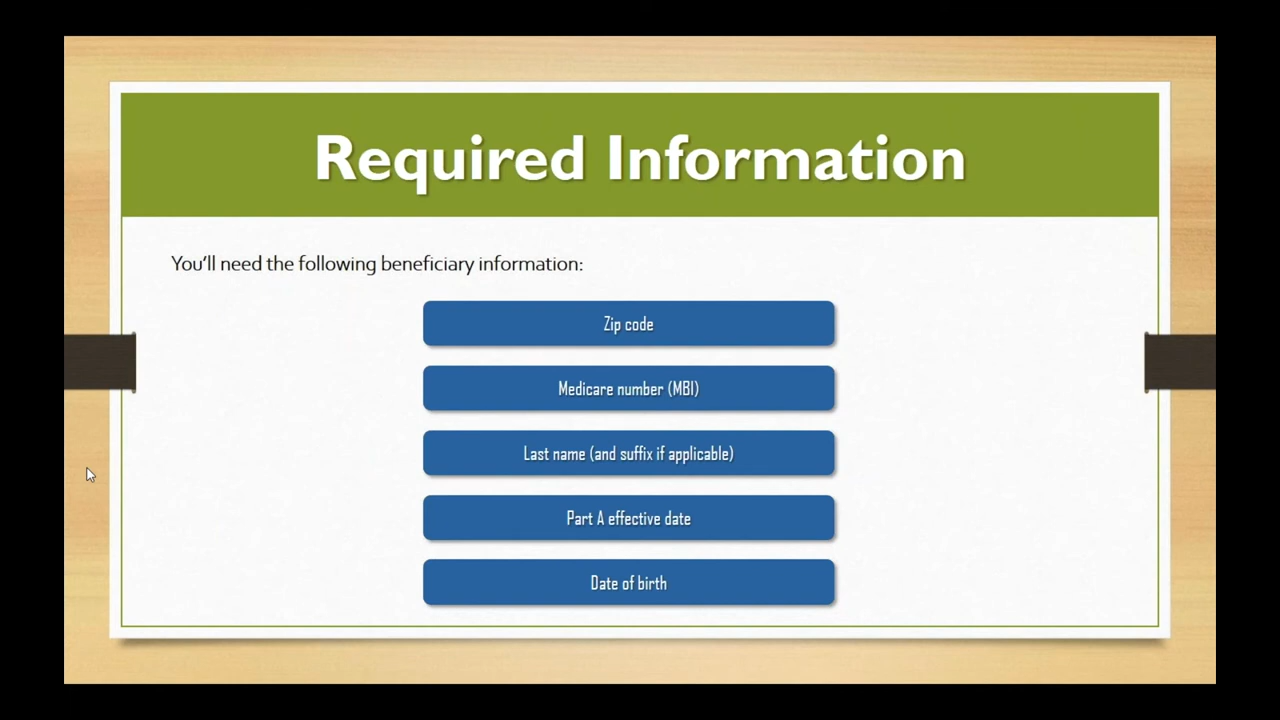 Required Information
You’ll need the following beneficiary information:
Zip code
Medicare number (MBI)
Last name (and suffix if applicable)
Part A effective date
Date of birth